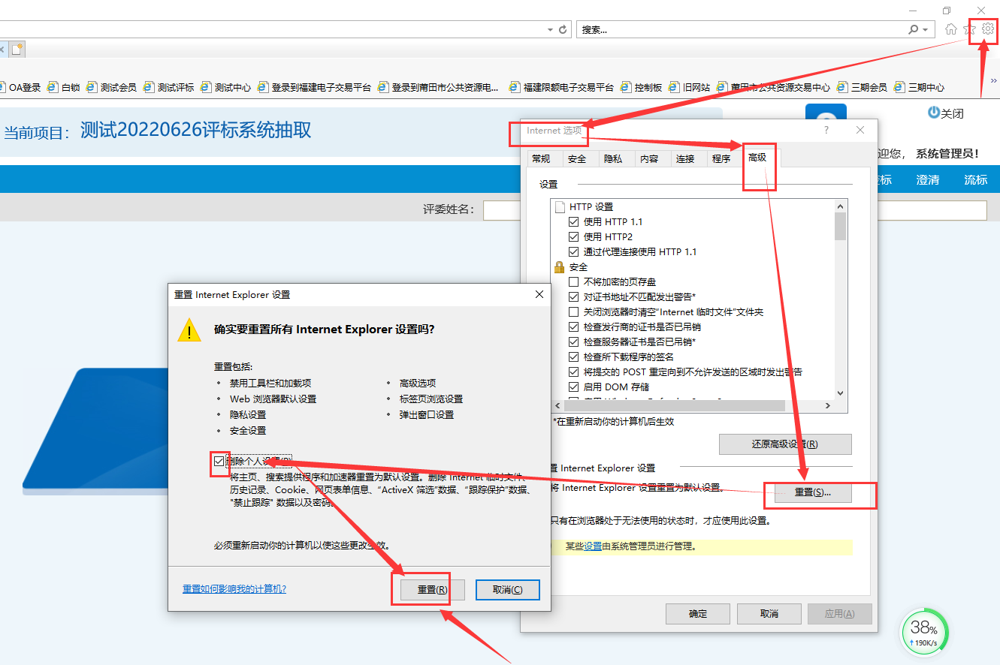 搜索...
OA登录 白锁 测试会员 测试评标 测试中心 登录到福建电子交易平台 登录到莆田市公共资源电... 福建限额电子交易平台 控制板 旧网站 莆田市公共资源交易中心 三期会员 三期中心 »
当前项目： 测试20220626评标系统抽取
关闭
迎您， 系统管理员！
标 澄清 流标
评委姓名：
Internet 选项 ?
常规 安全 隐私 内容 连接 程序 高级
设置
HTTP 设置
使用 HTTP 1.1
使用 HTTP2
通过代理连接使用 HTTP 1.1
安全
不将加密的页存盘
对证书地址不匹配发出警告*
关闭浏览器时清空“Internet 临时文件”文件夹
检查发行商的证书是否已吊销
检查服务器证书是否已吊销*
检查所下载程序的签名
将提交的 POST 重定向到不允许发送的区域时发出警告
启用 DOM 存储
*在重新启动你的计算机后生效
还原高级设置(R)
置 Internet Explorer 设置
将 Internet Explorer 设置重置为默认设置。
重置(S)...
只有在浏览器处于无法使用的状态时，才应使用此设置。
某些设置由系统管理员进行管理。
确定 取消 应用(A)
重置 Internet Explorer 设置
确实要重置所有 Internet Explorer 设置吗?
重置包括:
• 禁用工具栏和加载项
• Web 浏览器默认设置
• 隐私设置
• 安全设置
• 高级选项
• 标签页浏览设置
• 弹出窗口设置
删除个人设置(P)
将主页、搜索提供程序和加速器重置为默认设置。删除 Internet 临时文件、
历史记录、Cookie、网页表单信息、“ActiveX 筛选”数据、“跟踪保护”数据、
"禁止跟踪" 数据以及密码。
必须重新启动你的计算机以使这些更改生效。
重置如何影响我的计算机?
重置(R) 取消(C)
38%
↑ 190K/s